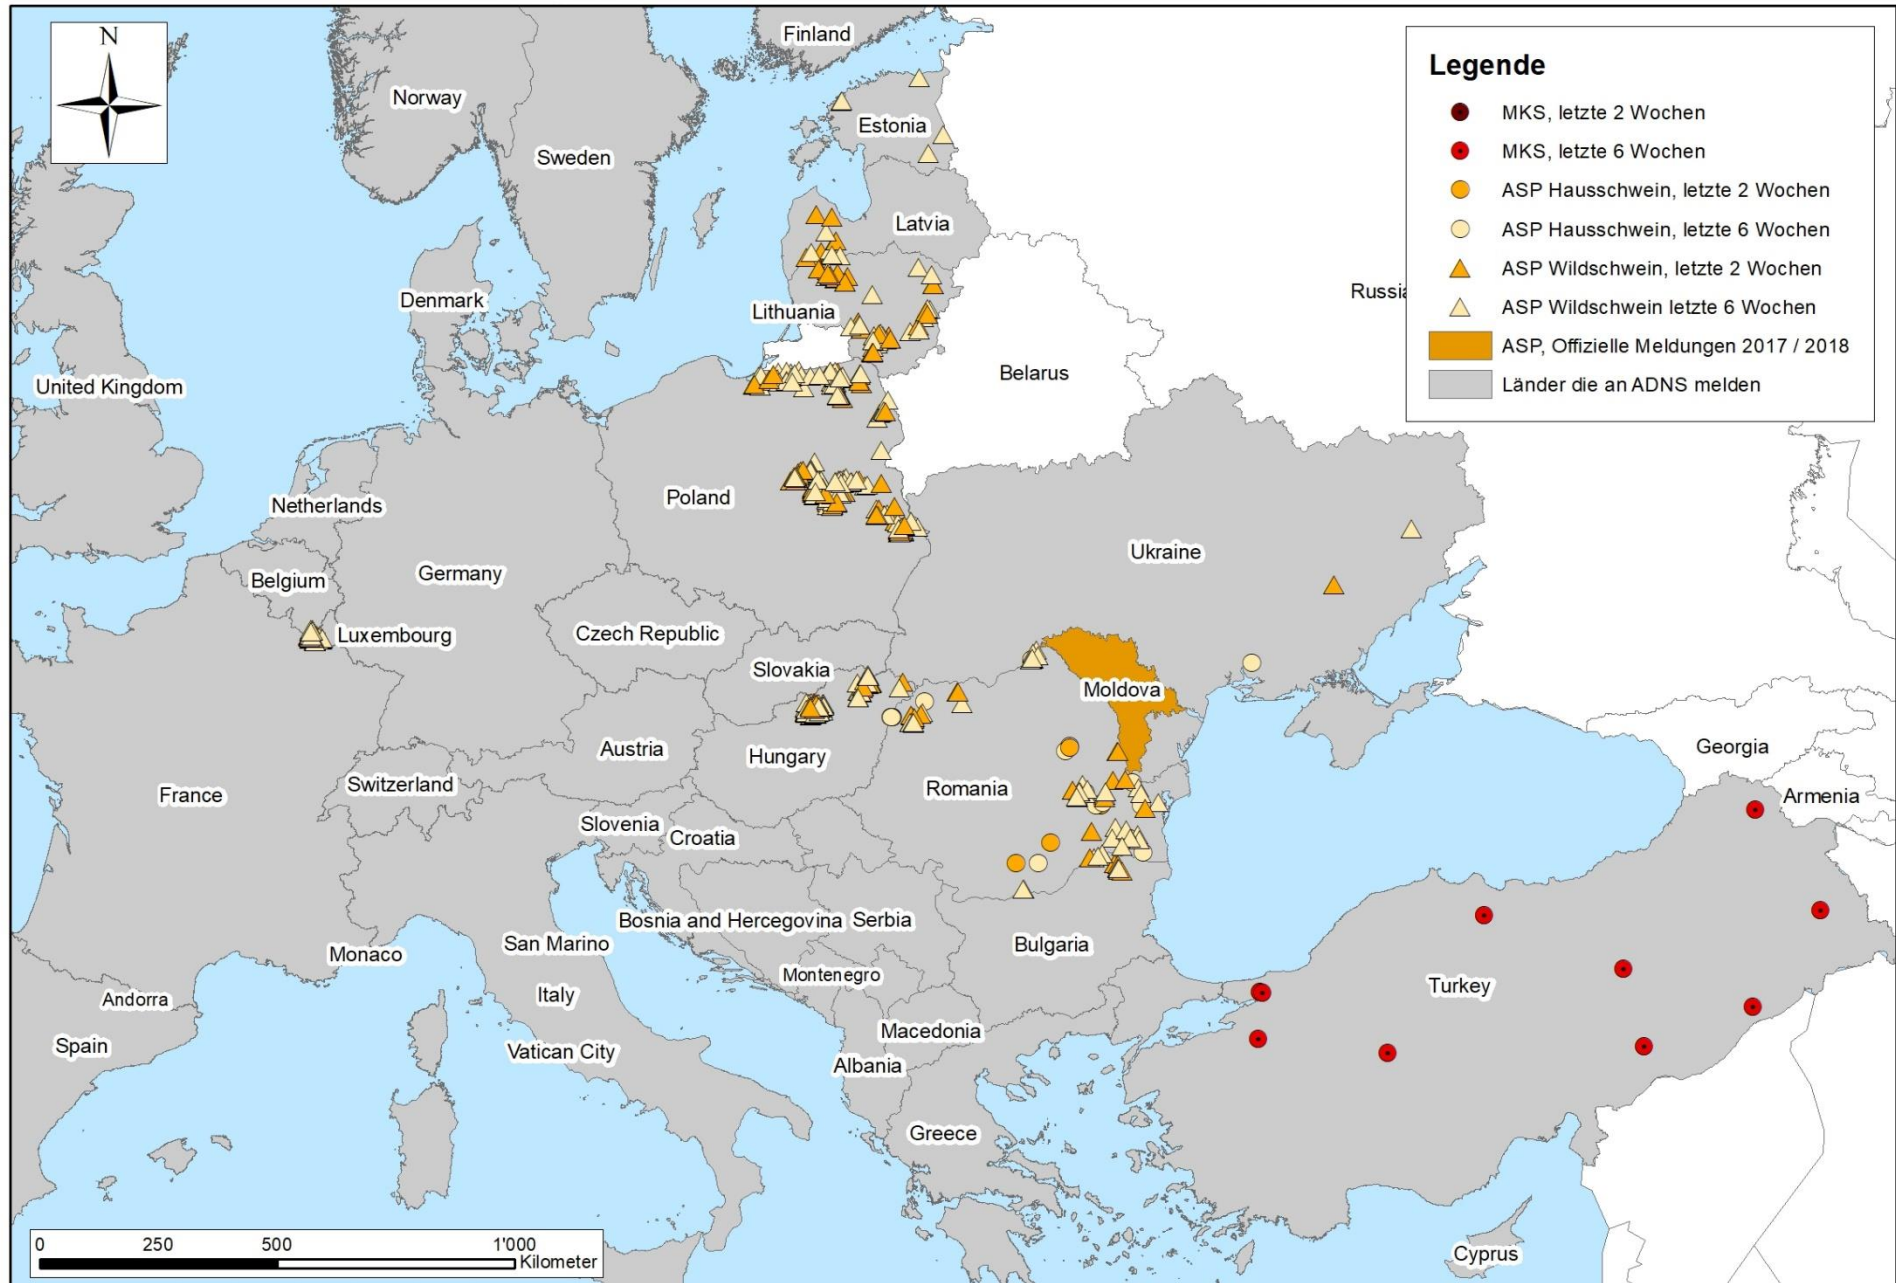 N
Finland
Norway
Estonia
Sweden
Latvia
Denmark
Lithuania
Russia
Belarus
United Kingdom
Netherlands
Poland
Ukraine
Belgium
Germany
Luxembourg
Czech Republic
Slovakia
Moldova
Austria
Hungary
Georgia
Switzerland
France
Romania
Armenia
Slovenia
Croatia
Bosnia and Hercegovina
Serbia
Bulgaria
San Marino
Monaco
Montenegro
Andorra
Italy
Turkey
Macedonia
Spain
Vatican City
Albania
Greece
Cyprus
Legende
MKS, letzte 2 Wochen
MKS, letzte 6 Wochen
ASP Hausschwein, letzte 2 Wochen
ASP Hausschwein, letzte 6 Wochen
ASP Wildschwein, letzte 2 Wochen
ASP Wildschwein letzte 6 Wochen
ASP, Offizielle Meldungen 2017 / 2018
Länder die an ADNS melden
0 250 500 1'000
Kilometer